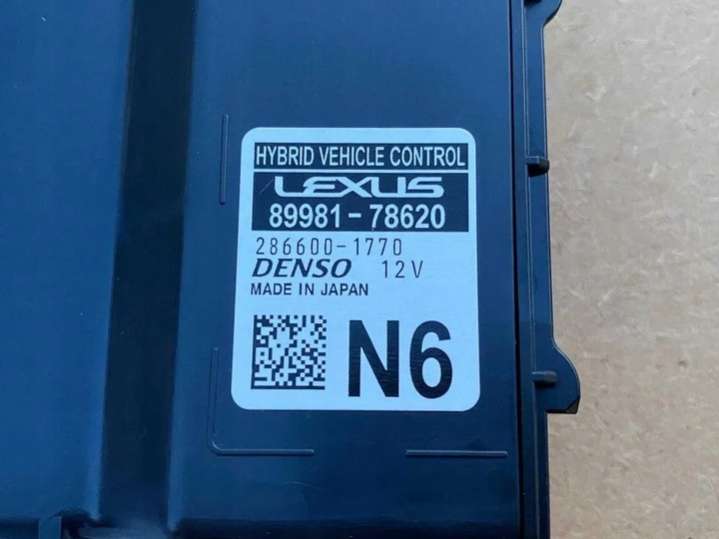 HYBRID VEHICLE CONTROL
LEXUS
89981-78620
286600-1770
DENSO 12V
MADE IN JAPAN
N6